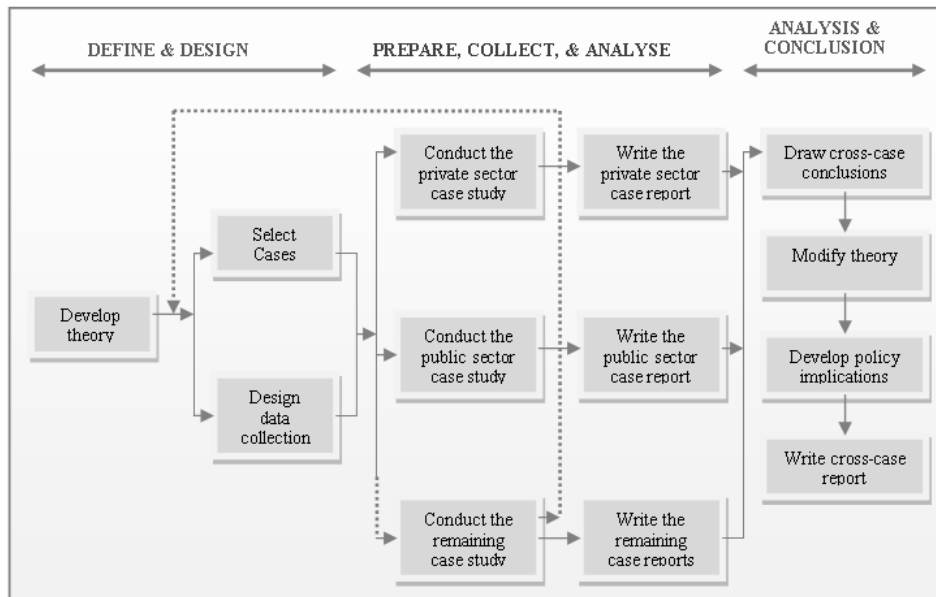 DEFINE & DESIGN
PREPARE, COLLECT, & ANALYSE
ANALYSIS &
CONCLUSION
Develop
theory
Select
Cases
Design
data
collection
Conduct the
private sector
case study
Write the
private sector
case report
Conduct the
public sector
case study
Write the
public sector
case report
Conduct the
remaining
case study
Write the
remaining
case reports
Draw cross-case
conclusions
Modify theory
Develop policy
implications
Write cross-case
report